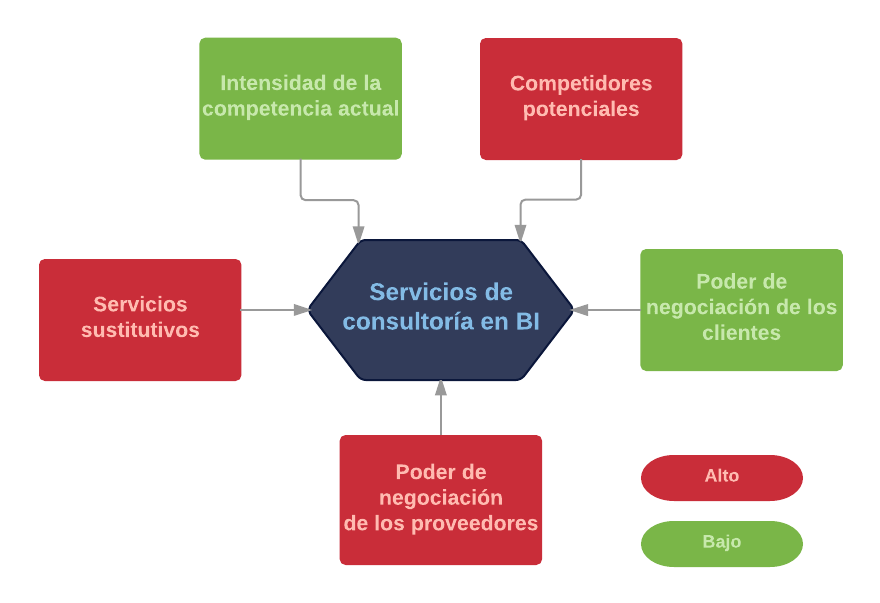 Intensidad de la
competencia actual
Competidores
potenciales
Servicios
sustitutivos
Servicios de
consultoría en BI
Poder de
negociación de los
clientes
Poder de
negociación
de los proveedores
Alto
Bajo